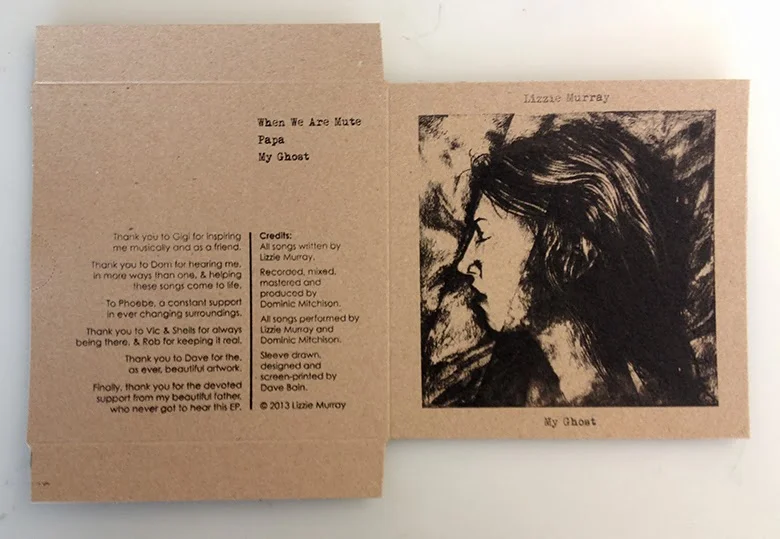 When We Are Mute
Papa
My Ghost
Thank you to Gigi for inspiring
me musically and as a friend.
Thank you to Dom for hearing me,
in more ways than one, & helping
these songs come to life.
To Phoebe, a constant support
in ever changing surroundings.
Thank you to Vic & Sheils for always
being there, & Rob for keeping it real.
Thank you to Dave for the,
as ever, beautiful artwork.
Finally, thank you for the devoted
support from my beautiful father,
who never got to hear this EP.
Credits:
All songs written by
Lizzie Murray.
Recorded, mixed,
mastered and
produced by
Dominic Mitchison.
All songs performed by
Lizzie Murray and
Dominic Mitchison.
Sleeve drawn,
designed and
screen-printed by
Dave Bain.
© 2013 Lizzie Murray
Lizzie Murray
My Ghost